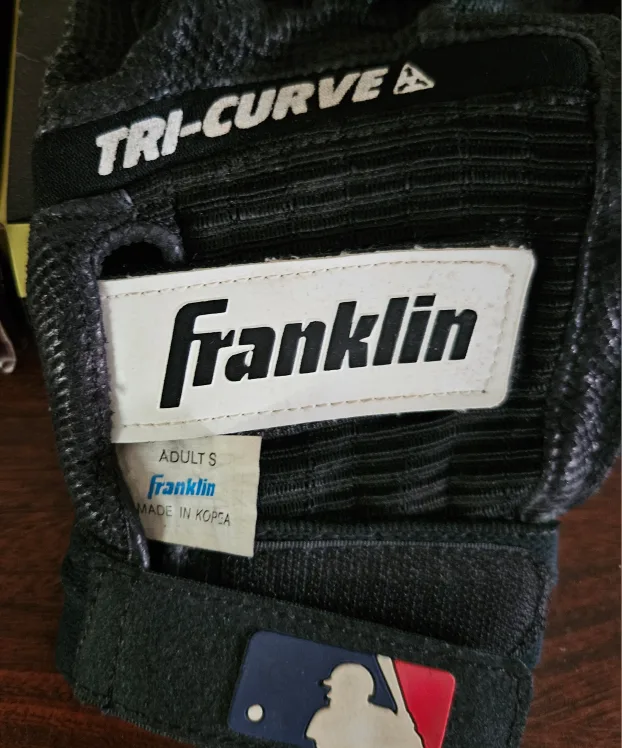 TRI-CURVE
Franklin
ADULT S
Franklin
MADE IN KOREA